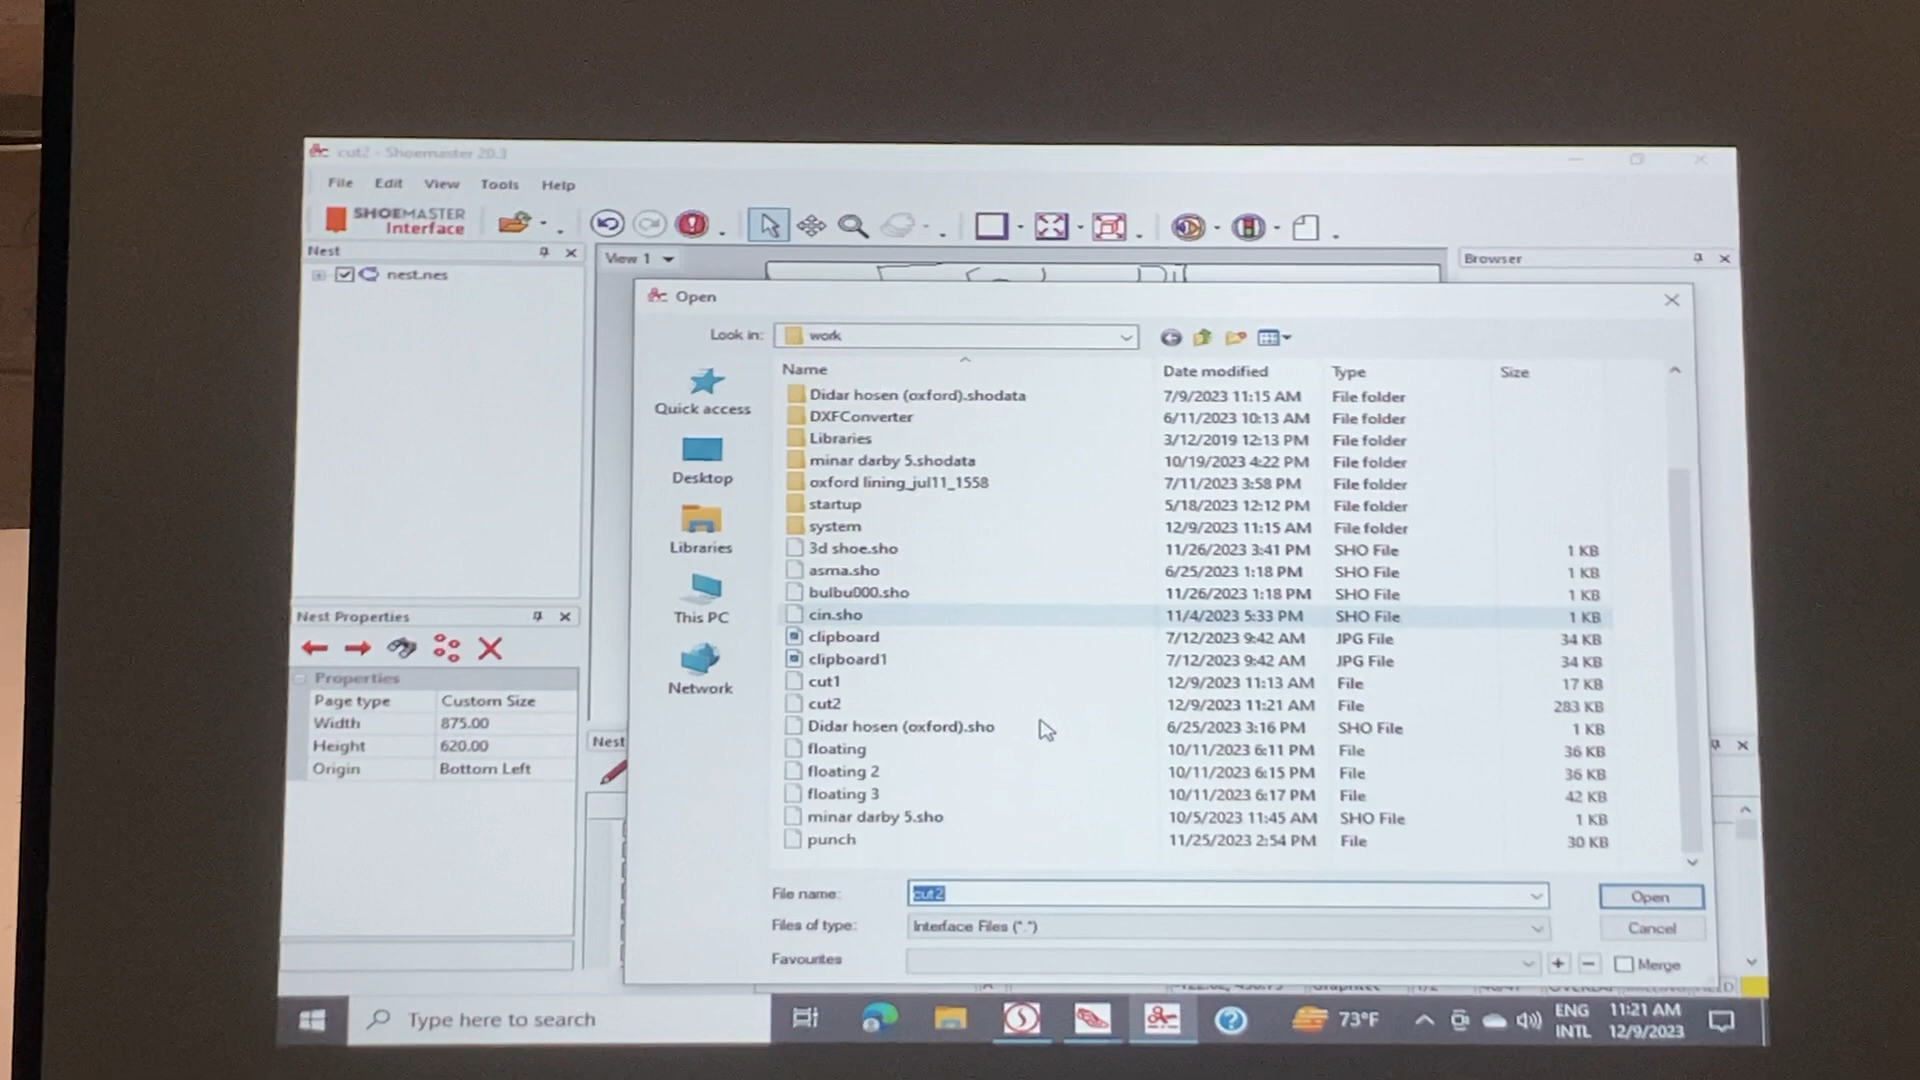 cut2 - Shoemaster 20.3
File Edit View Tools Help
SHOEMASTER
Interface
Nest
nest.nes
View 1
Browser
Open
Look in: work
Name Date modified Type Size
Didar hosen (oxford).shodata 7/9/2023 11:15 AM File folder
DXFConverter 6/11/2023 10:13 AM File folder
Libraries 3/12/2019 12:13 PM File folder
minar darby 5.shodata 10/19/2023 4:22 PM File folder
oxford lining_jul11_1558 7/11/2023 3:58 PM File folder
startup 5/18/2023 12:12 PM File folder
system 12/9/2023 11:15 AM File folder
3d shoe.sho 11/26/2023 3:41 PM SHO File 1 KB
asma.sho 6/25/2023 1:18 PM SHO File 1 KB
bulbu000.sho 11/26/2023 1:18 PM SHO File 1 KB
cin.sho 11/4/2023 5:33 PM SHO File 1 KB
clipboard 7/12/2023 9:42 AM JPG File 34 KB
clipboard1 7/12/2023 9:42 AM JPG File 34 KB
cut1 12/9/2023 11:13 AM File 17 KB
cut2 12/9/2023 11:21 AM File 283 KB
Didar hosen (oxford).sho 6/25/2023 3:16 PM SHO File 1 KB
floating 10/11/2023 6:11 PM File 36 KB
floating 2 10/11/2023 6:15 PM File 36 KB
floating 3 10/11/2023 6:17 PM File 42 KB
minar darby 5.sho 10/5/2023 11:45 AM SHO File 1 KB
punch 11/25/2023 2:54 PM File 30 KB
Quick access
Desktop
Libraries
This PC
Network
File name: cut2
Open
Files of type: Interface Files (*.*)
Cancel
Favourites
Merge
Nest Properties
Properties
Page type Custom Size
Width 875.00
Height 620.00
Origin Bottom Left
Nest
Type here to search
73°F
ENG
INTL
11:21 AM
12/9/2023